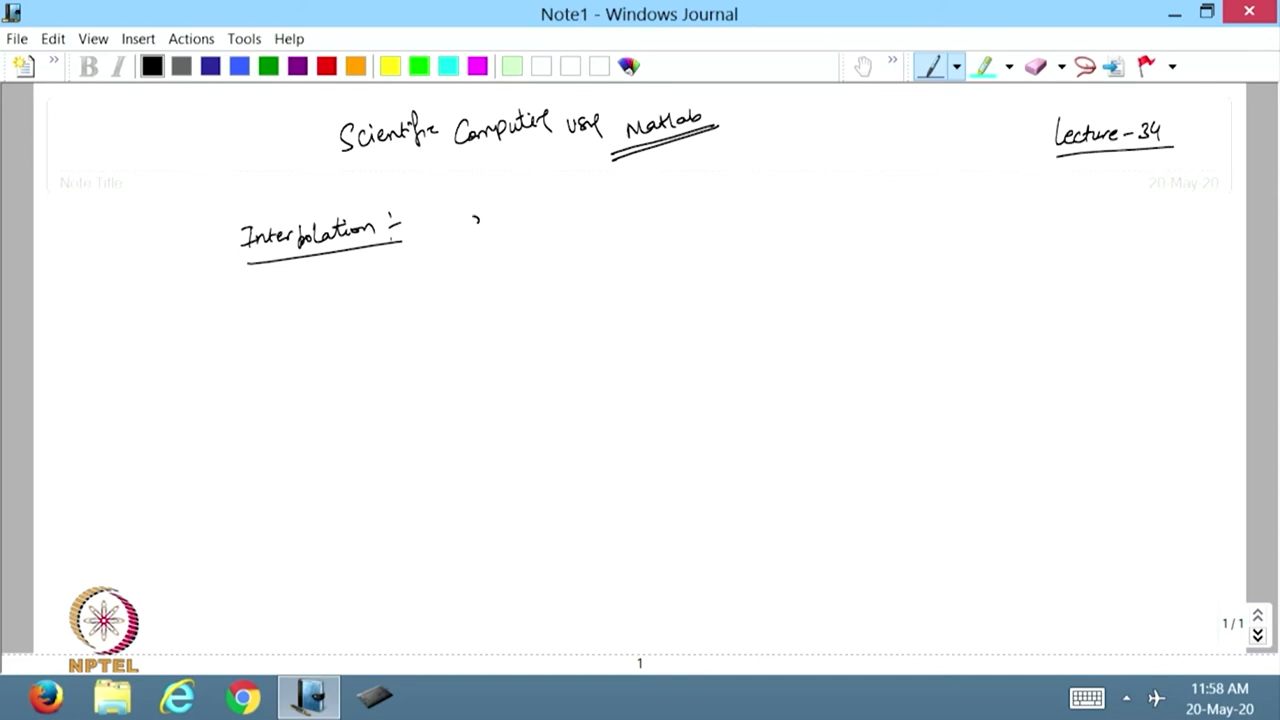 Note1 - Windows Journal
File Edit View Insert Actions Tools Help
B I
Scientific Computing using Matlab
Lecture-34
Note Title
20-May-20
Interpolation :-
1 / 1
NPTEL
1
11:58 AM
20-May-20